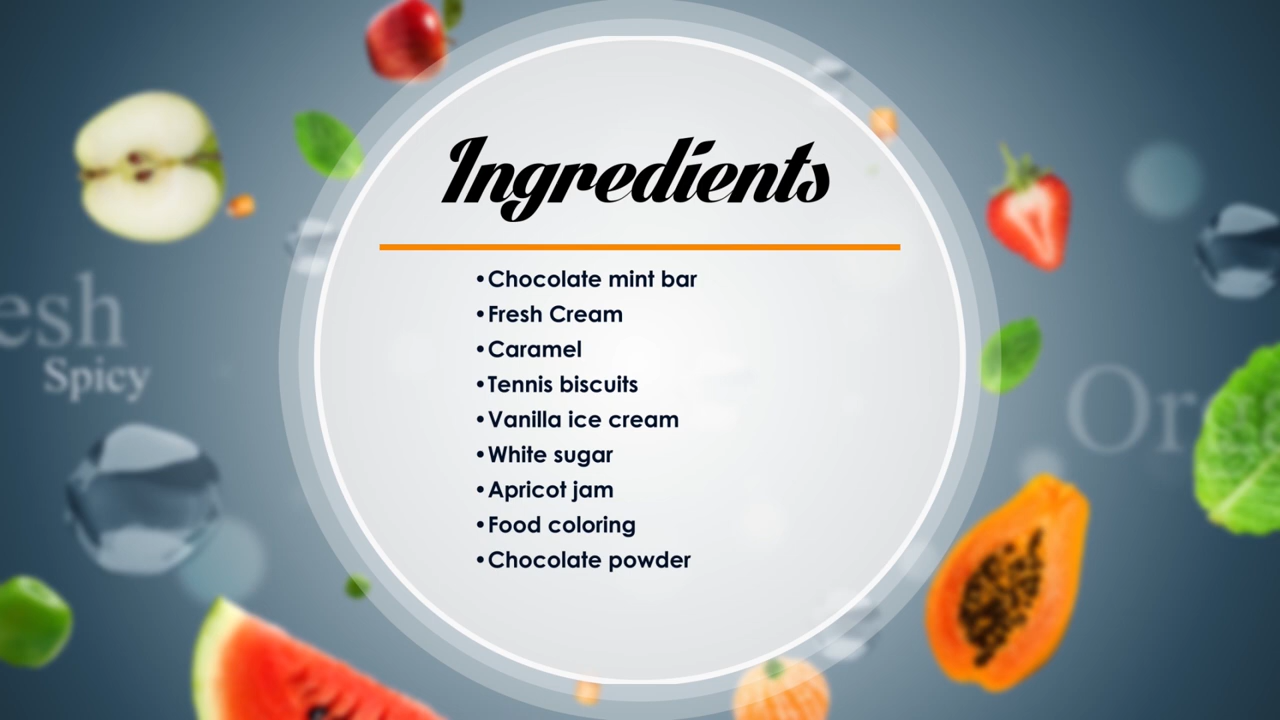 Ingredients
•Chocolate mint bar
•Fresh Cream
•Caramel
•Tennis biscuits
•Vanilla ice cream
•White sugar
•Apricot jam
•Food coloring
•Chocolate powder
esh
Spicy